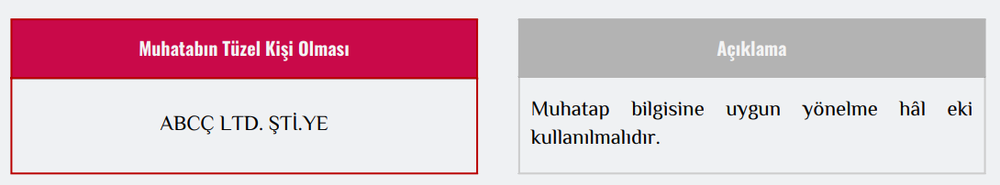 Muhatabın Tüzel Kişi Olması
ABCÇ LTD. ŞTİ.YE
Açıklama
Muhatap bilgisine uygun yönelme hâl eki
kullanılmalıdır.